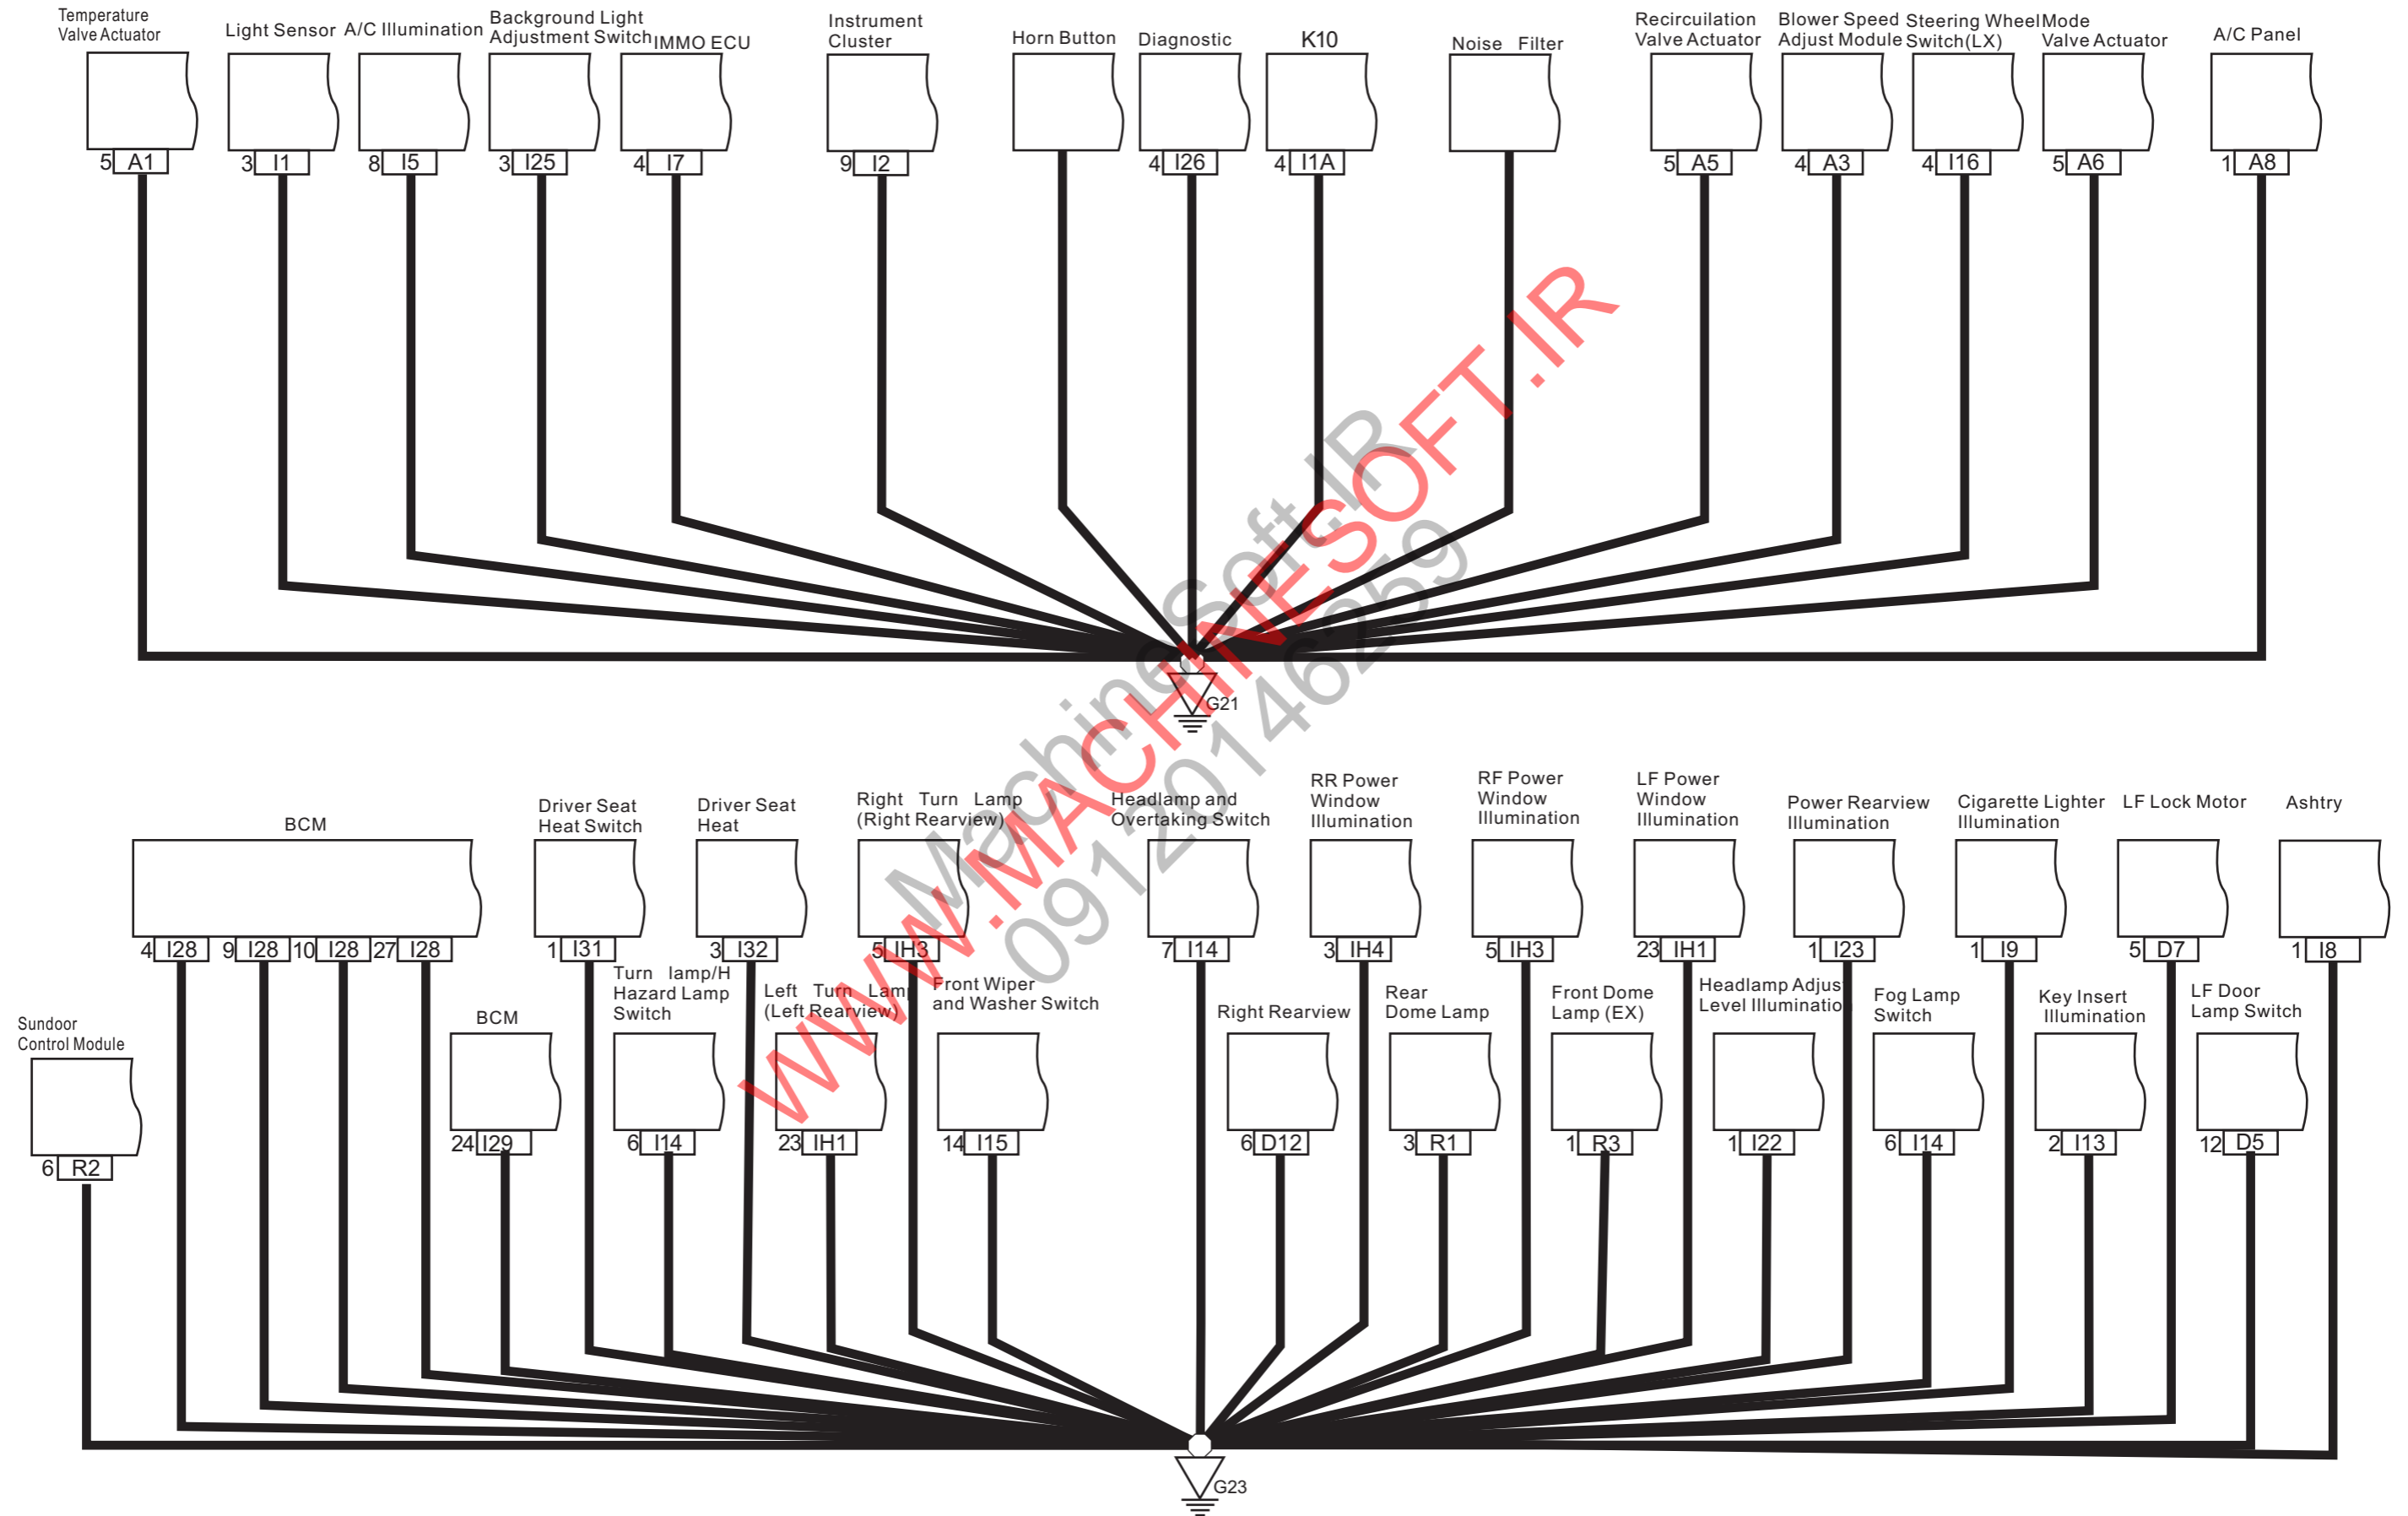 Temperature
Valve Actuator
Light Sensor
A/C Illumination
Background Light
Adjustment Switch
IMMO ECU
Instrument
Cluster
Horn Button
Diagnostic
K10
Noise Filter
Recircuilation
Valve Actuator
Blower Speed
Adjust Module
Steering Wheel
Switch(LX)
Mode
Valve Actuator
A/C Panel
5 A1
3 I1
8 I5
3 I25
4 I7
9 I2
4 I26
4 I1A
5 A5
4 A3
4 I16
5 A6
1 A8
G21
BCM
Driver Seat
Heat Switch
Driver Seat
Heat
Right Turn Lamp
(Right Rearview)
Headlamp and
Overtaking Switch
RR Power
Window
Illumination
RF Power
Window
Illumination
LF Power
Window
Illumination
Power Rearview
Illumination
Cigarette Lighter
Illumination
LF Lock Motor
Ashtry
4 I28
9 I28
10 I28
27 I28
1 I31
3 I32
5 IH3
7 I14
3 IH4
5 IH3
23 IH1
1 I23
1 I9
5 D7
1 I8
Sundoor
Control Module
BCM
Turn lamp/H
Hazard Lamp
Switch
Left Turn Lamp
(Left Rearview)
Front Wiper
and Washer Switch
Right Rearview
Rear
Dome Lamp
Front Dome
Lamp (EX)
Headlamp Adjust
Level Illumination
Fog Lamp
Switch
Key Insert
Illumination
LF Door
Lamp Switch
6 R2
24 I29
6 I14
23 IH1
14 I15
6 D12
3 R1
1 R3
1 I22
6 I14
2 I13
12 D5
G23
MachineSoft.IR
WWW.MACHINESOFT.IR
09120146259